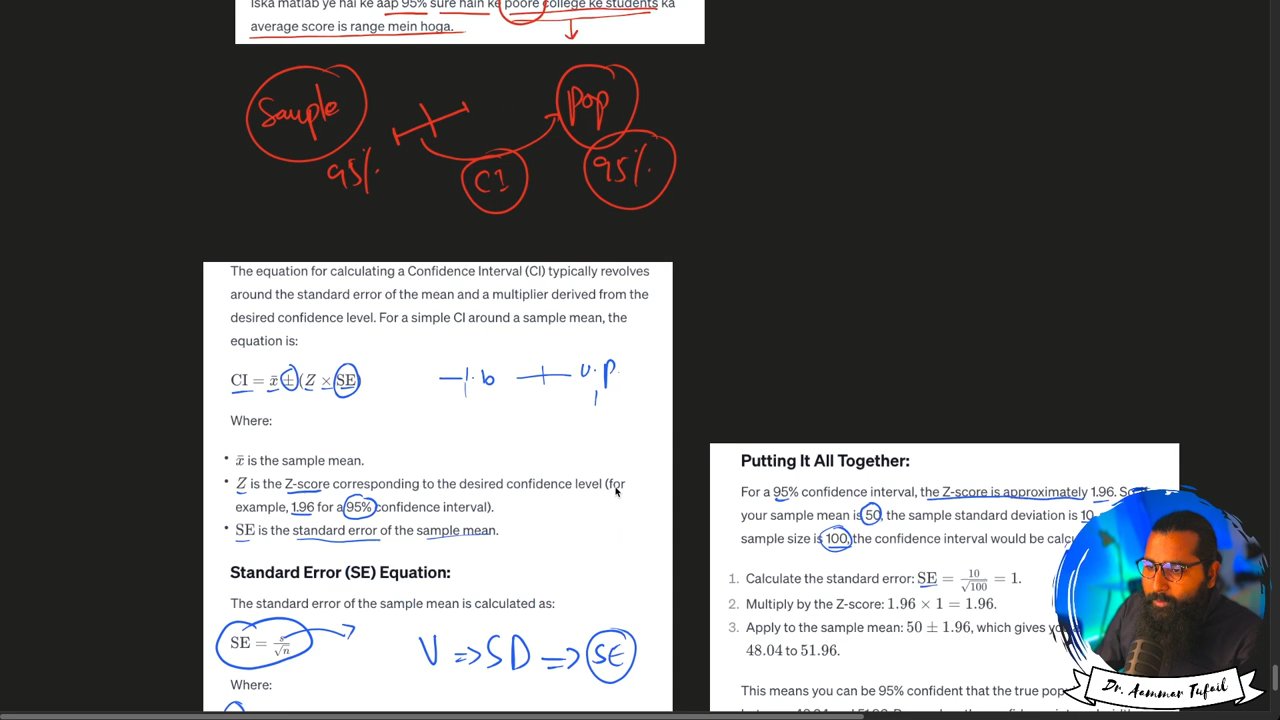 Iska matlab ye hai ke aap 95% sure hain ke poore college ke students ka
average score is range mein hoga.
Sample
Pop
95%
CI
95%
The equation for calculating a Confidence Interval (CI) typically revolves
around the standard error of the mean and a multiplier derived from the
desired confidence level. For a simple CI around a sample mean, the
equation is:
CI = x̄ ± (Z × SE)
l.b
u.p.
Where:
• x̄ is the sample mean.
• Z is the Z-score corresponding to the desired confidence level (for
example, 1.96 for a 95% confidence interval).
• SE is the standard error of the sample mean.
Standard Error (SE) Equation:
The standard error of the sample mean is calculated as:
SE = s/√n
V ⇒ SD ⇒ SE
Where:
Putting It All Together:
For a 95% confidence interval, the Z-score is approximately 1.96.
your sample mean is 50, the sample standard deviation is 10
sample size is 100, the confidence interval would be
1. Calculate the standard error: SE = 10/√100 = 1.
2. Multiply by the Z-score: 1.96 × 1 = 1.96.
3. Apply to the sample mean: 50 ± 1.96, which gives
48.04 to 51.96.
This means you can be 95% confident that the true
Dr. Aammar Tufail